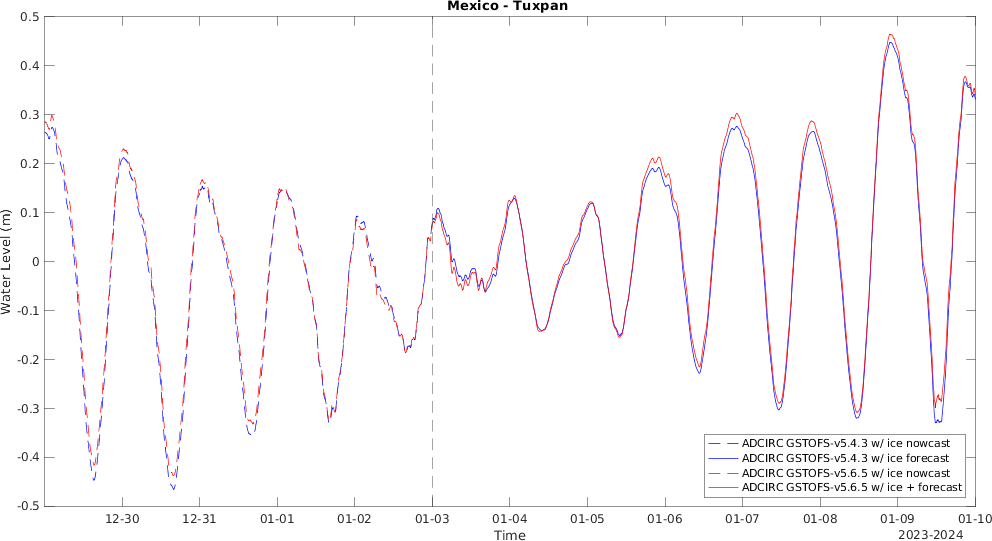 Mexico - Tuxpan
0.5
0.4
0.3
0.2
0.1
0
-0.1
-0.2
-0.3
-0.4
-0.5
Water Level (m)
ADCIRC GSTOFS-v5.4.3 w/ ice nowcast
ADCIRC GSTOFS-v5.4.3 w/ ice forecast
ADCIRC GSTOFS-v5.6.5 w/ ice nowcast
ADCIRC GSTOFS-v5.6.5 w/ ice + forecast
12-30 12-31 01-01 01-02 01-03 01-04 01-05 01-06 01-07 01-08 01-09 01-10
Time
2023-2024